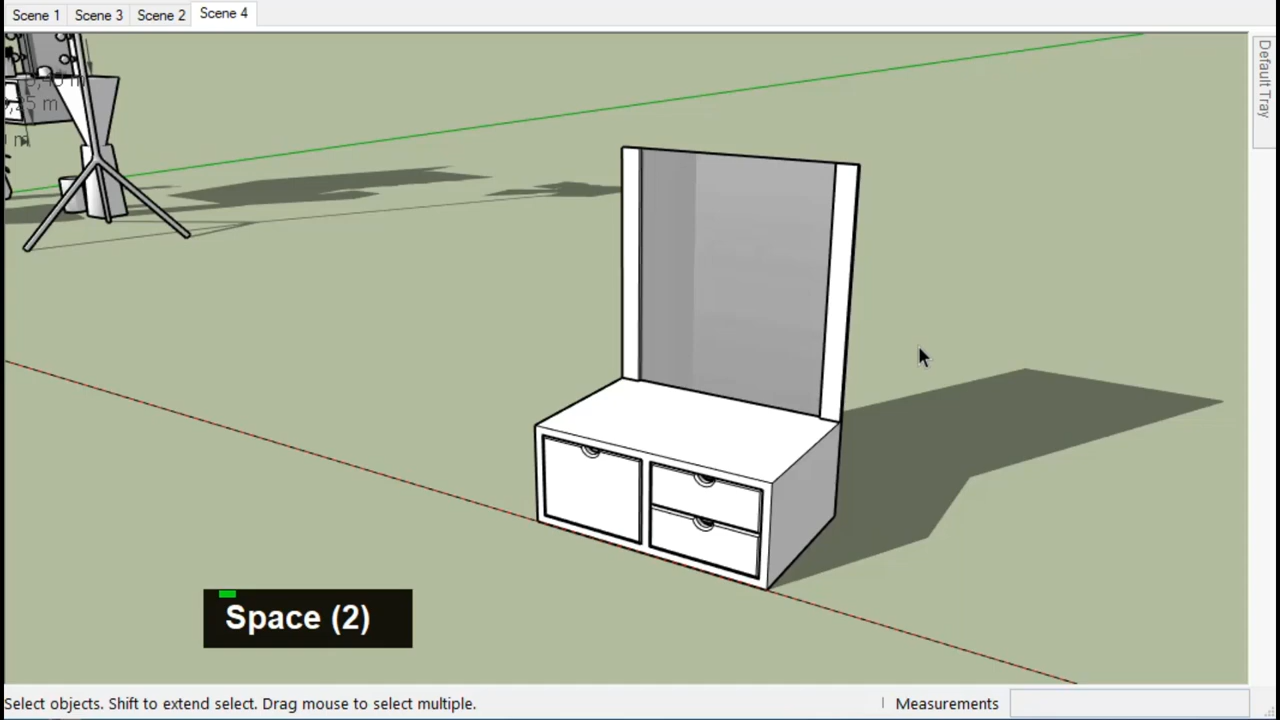 Scene 1 Scene 3 Scene 2 Scene 4
Default Tray
Space (2)
Select objects. Shift to extend select. Drag mouse to select multiple.
Measurements